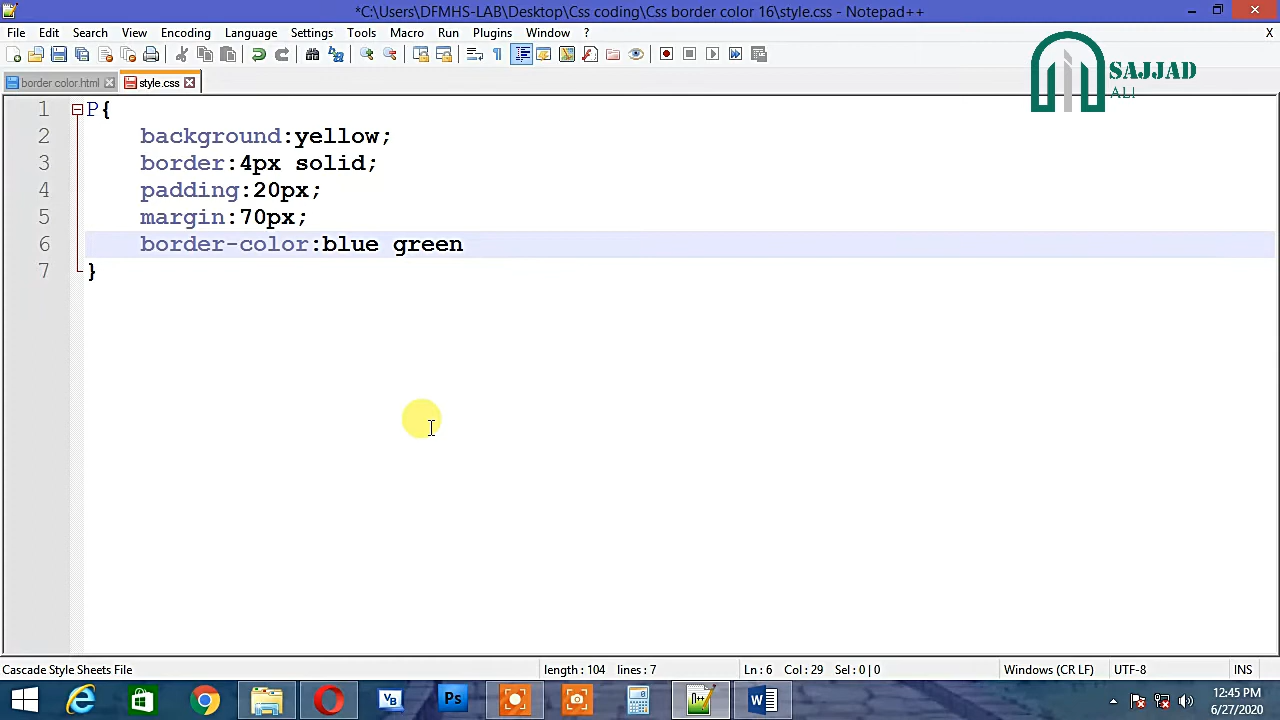 *C:\Users\DFMHS-LAB\Desktop\Css coding\Css border color 16\style.css - Notepad++
File Edit Search View Encoding Language Settings Tools Macro Run Plugins Window ? X
SAJJAD
ALI
border color.html style.css
1 P{
2 background:yellow;
3 border:4px solid;
4 padding:20px;
5 margin:70px;
6 border-color:blue green
7 }
Cascade Style Sheets File length : 104 lines : 7 Ln : 6 Col : 29 Sel : 0 | 0 Windows (CR LF) UTF-8 INS
12:45 PM
6/27/2020